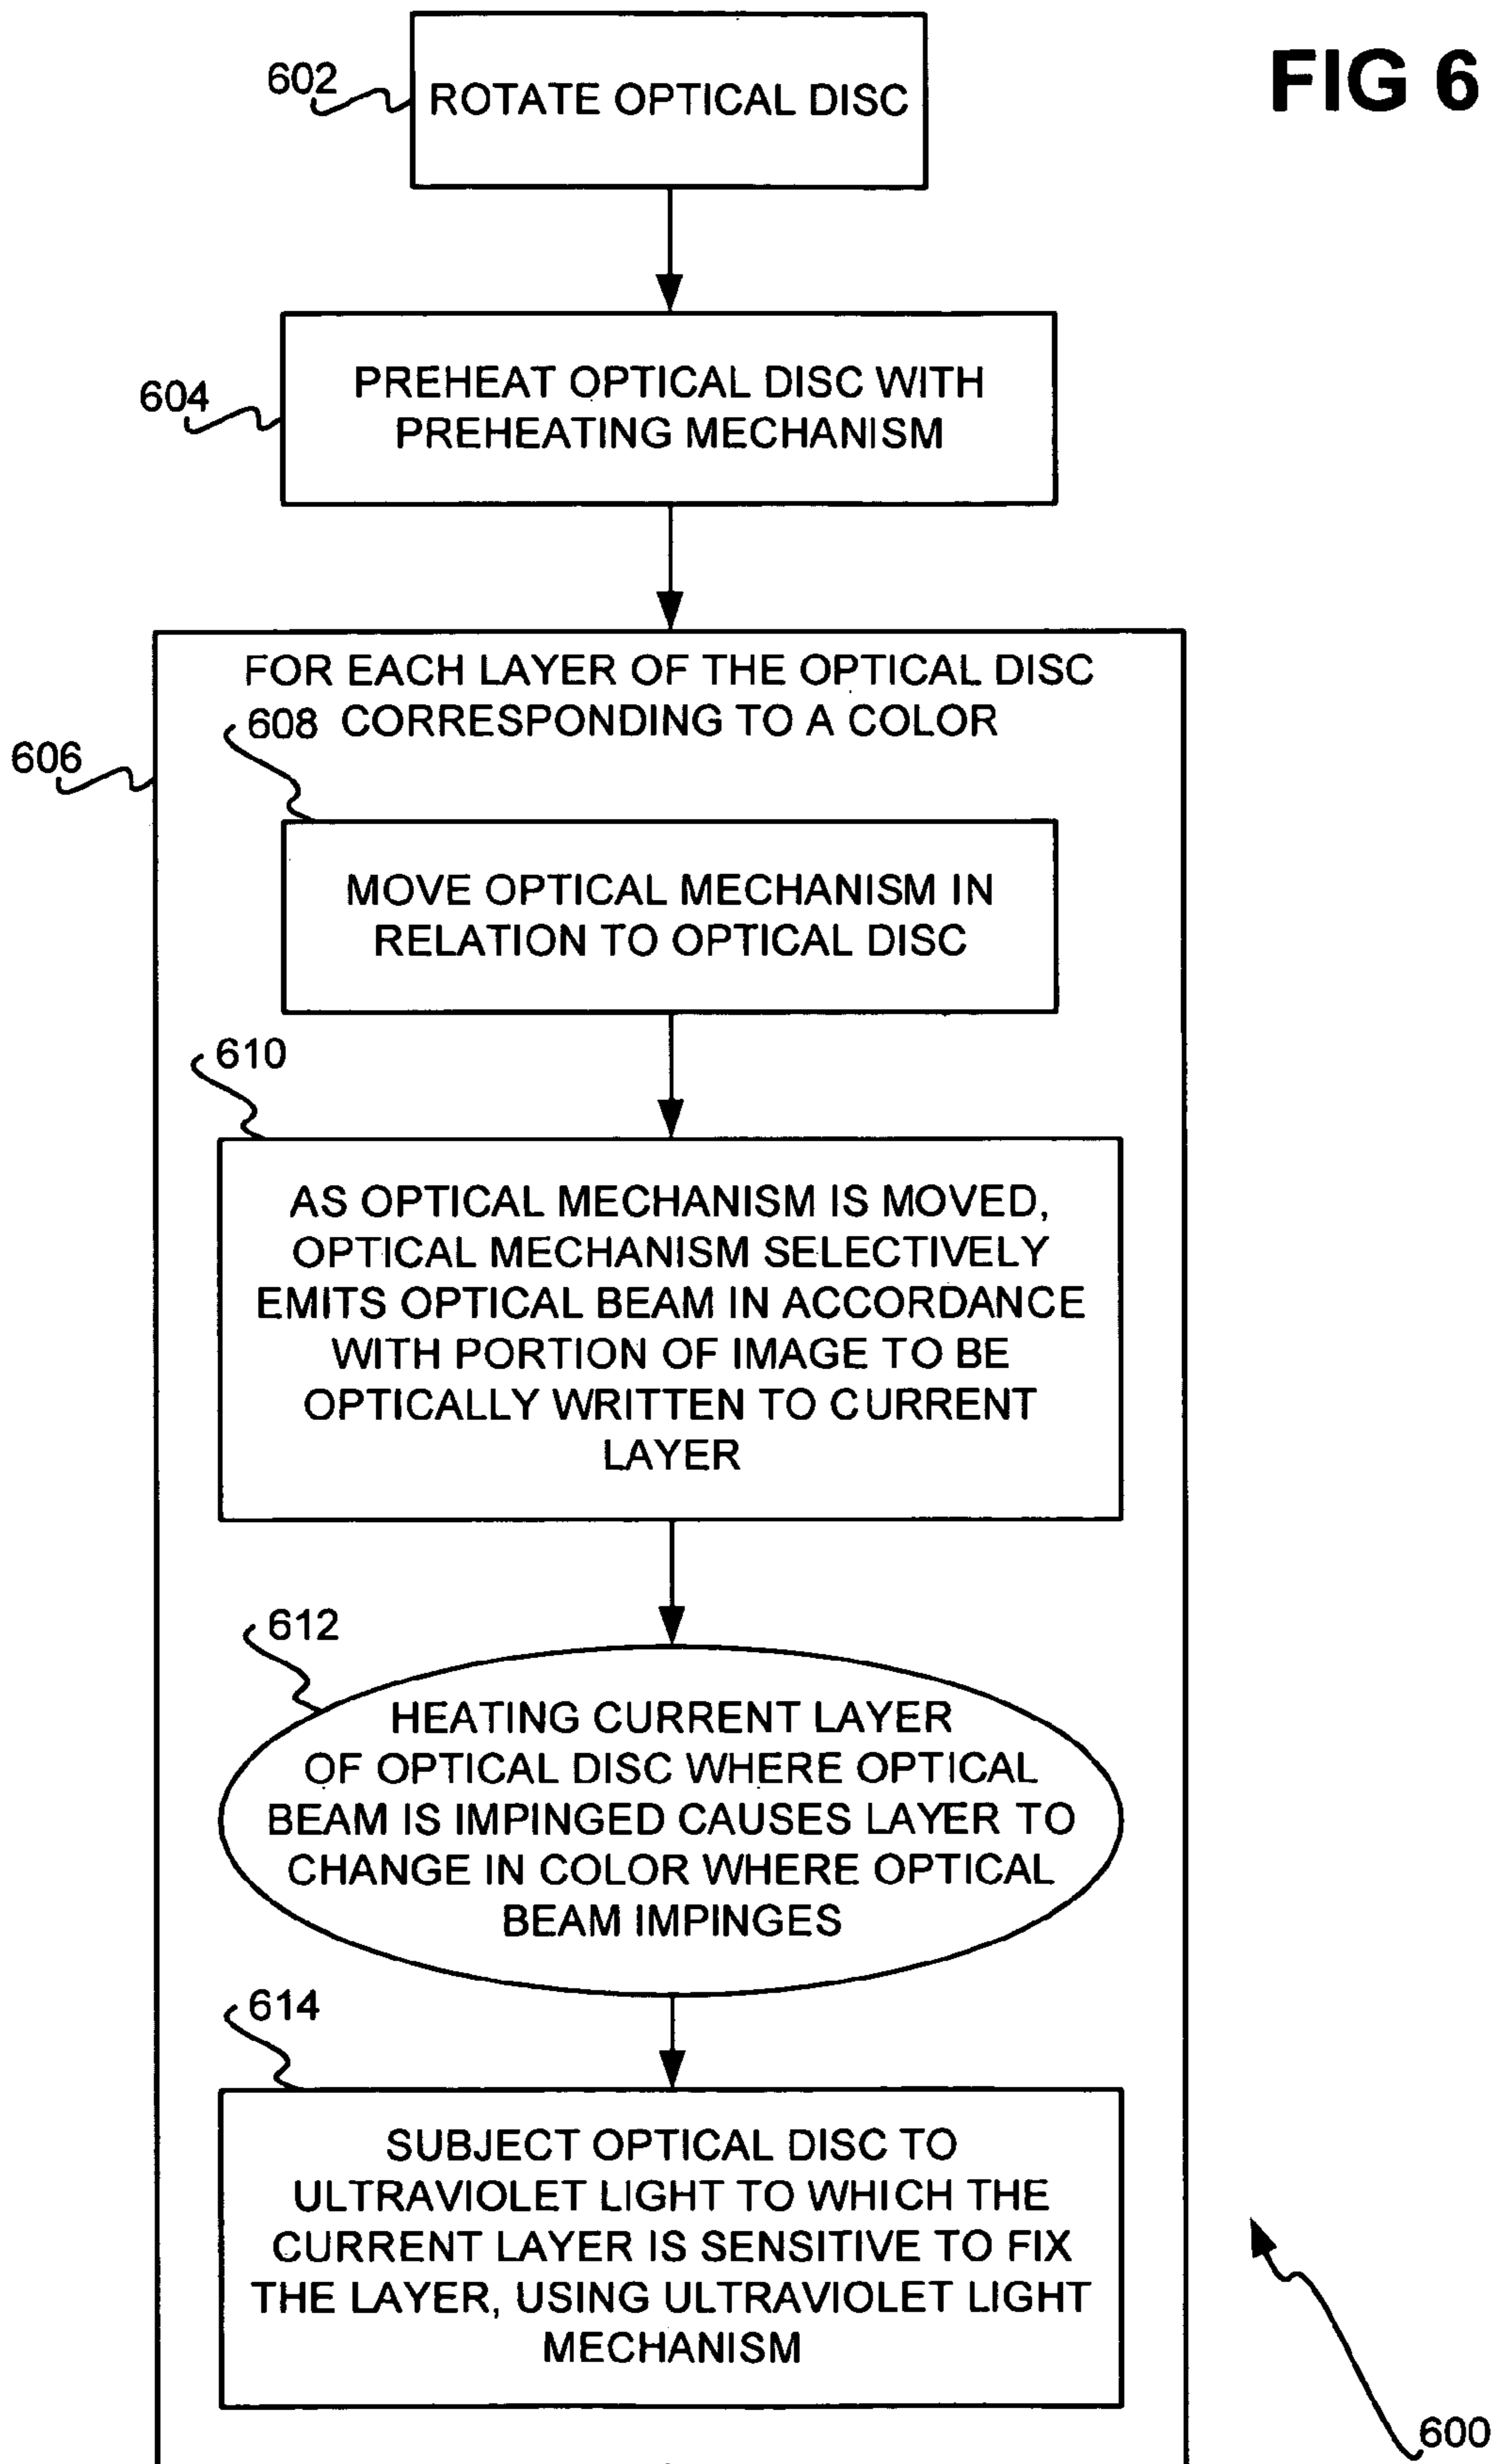 FIG 6
602
ROTATE OPTICAL DISC
604
PREHEAT OPTICAL DISC WITH
PREHEATING MECHANISM
606
FOR EACH LAYER OF THE OPTICAL DISC
CORRESPONDING TO A COLOR
608
MOVE OPTICAL MECHANISM IN
RELATION TO OPTICAL DISC
610
AS OPTICAL MECHANISM IS MOVED,
OPTICAL MECHANISM SELECTIVELY
EMITS OPTICAL BEAM IN ACCORDANCE
WITH PORTION OF IMAGE TO BE
OPTICALLY WRITTEN TO CURRENT
LAYER
612
HEATING CURRENT LAYER
OF OPTICAL DISC WHERE OPTICAL
BEAM IS IMPINGED CAUSES LAYER TO
CHANGE IN COLOR WHERE OPTICAL
BEAM IMPINGES
614
SUBJECT OPTICAL DISC TO
ULTRAVIOLET LIGHT TO WHICH THE
CURRENT LAYER IS SENSITIVE TO FIX
THE LAYER, USING ULTRAVIOLET LIGHT
MECHANISM
600